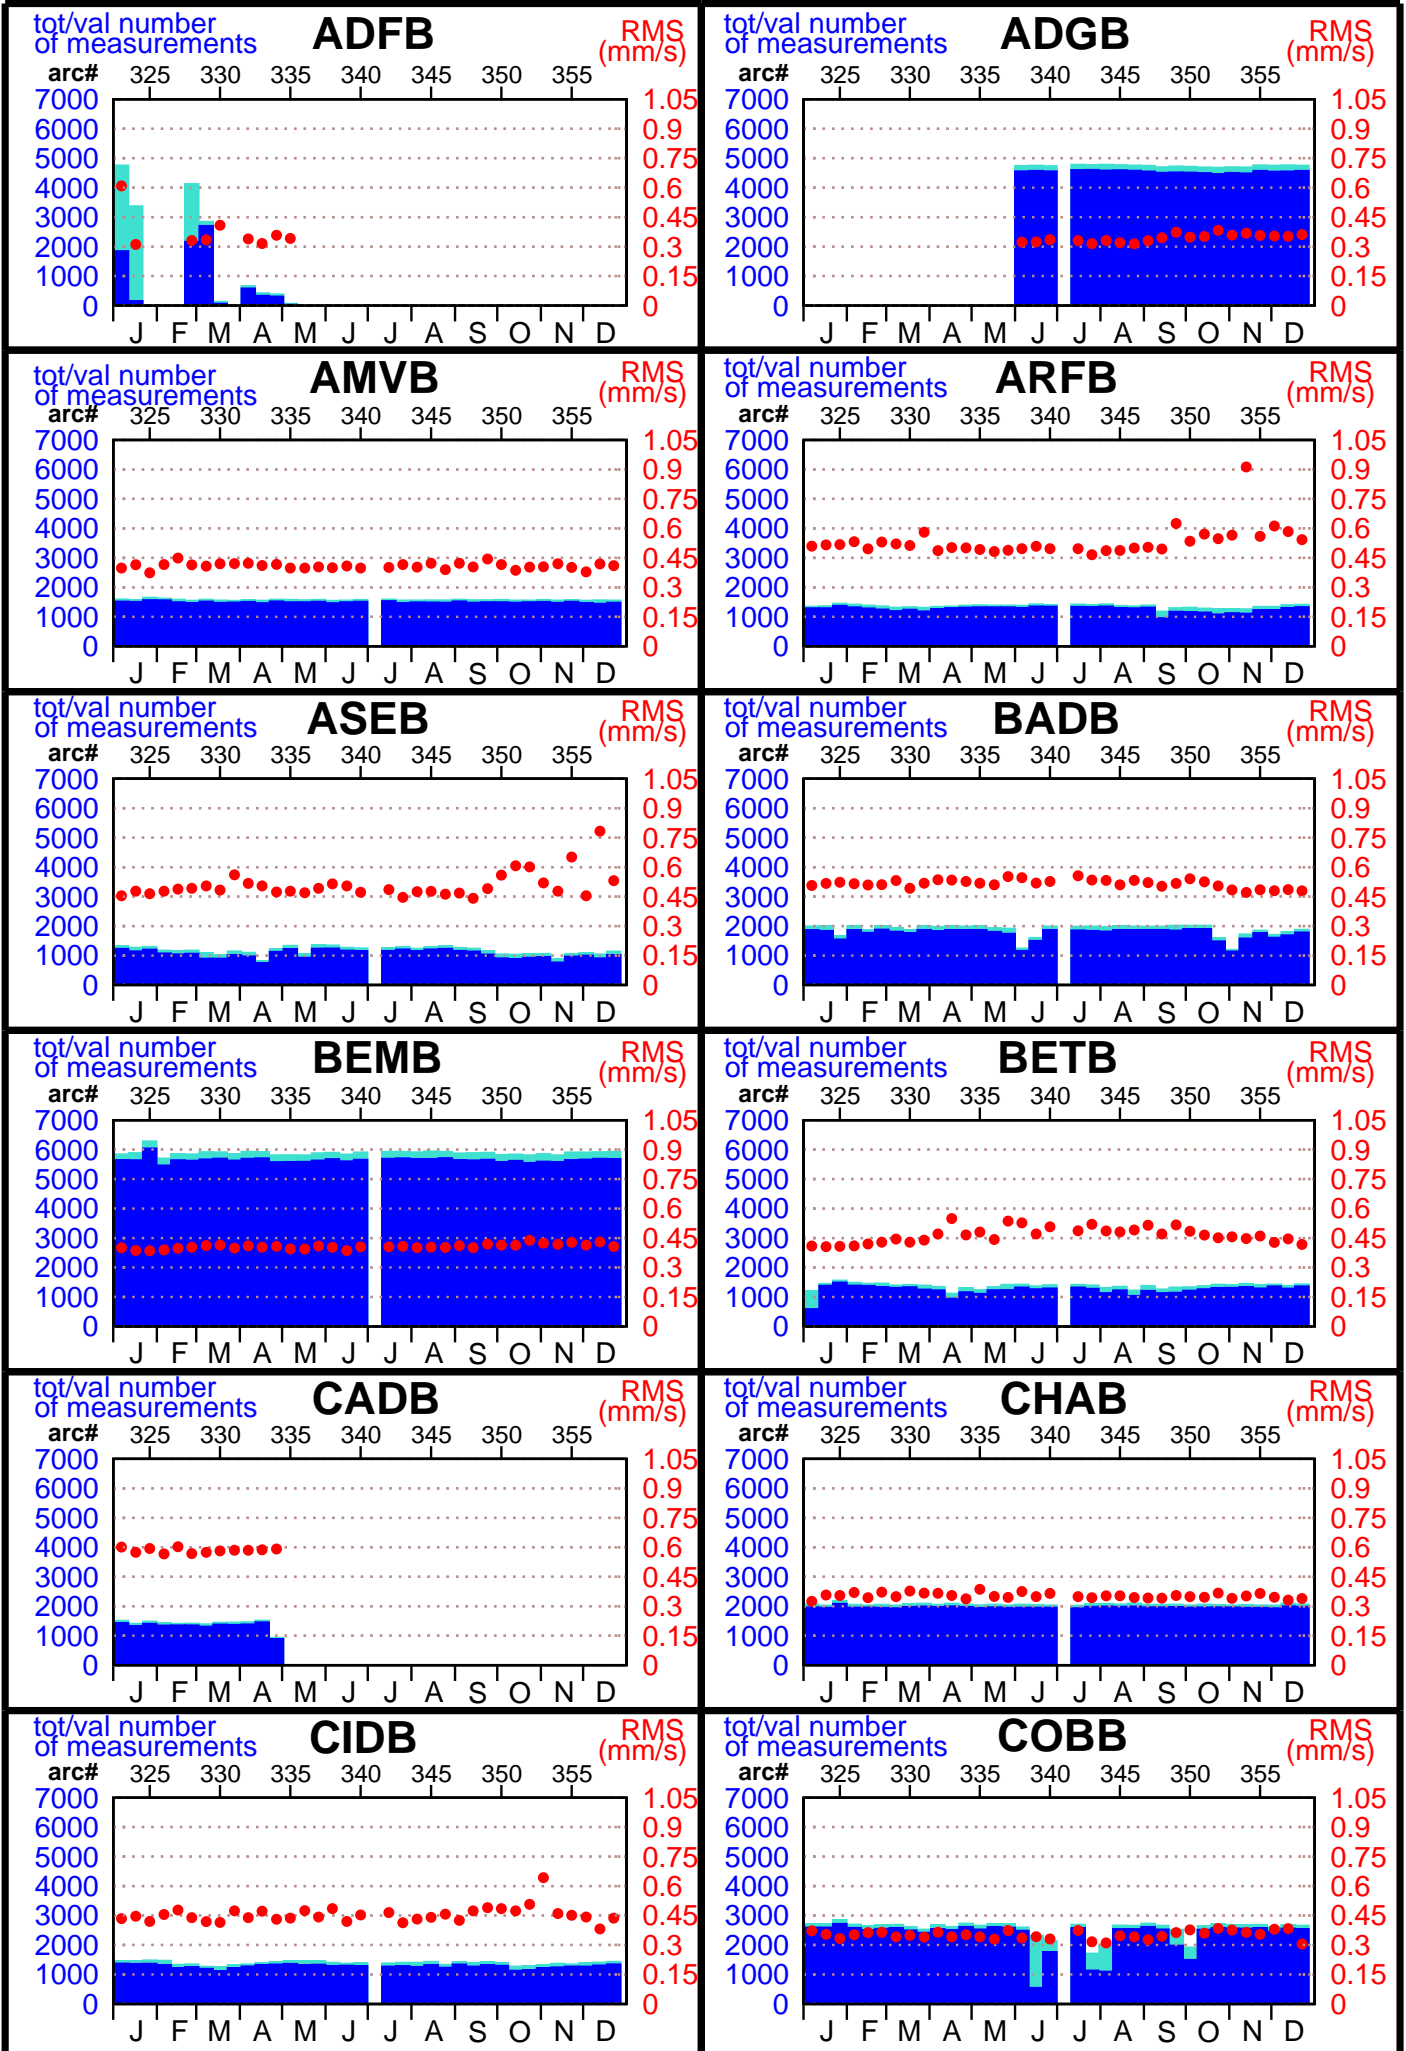 tot/val number
of measurements
ADFB
RMS
(mm/s)
arc# 325 330 335 340 345 350 355
7000 1.05
6000 0.9
5000 0.75
4000 0.6
3000 0.45
2000 0.3
1000 0.15
0 0
J F M A M J J A S O N D
tot/val number
of measurements
ADGB
RMS
(mm/s)
arc# 325 330 335 340 345 350 355
7000 1.05
6000 0.9
5000 0.75
4000 0.6
3000 0.45
2000 0.3
1000 0.15
0 0
J F M A M J J A S O N D
tot/val number
of measurements
AMVB
RMS
(mm/s)
arc# 325 330 335 340 345 350 355
7000 1.05
6000 0.9
5000 0.75
4000 0.6
3000 0.45
2000 0.3
1000 0.15
0 0
J F M A M J J A S O N D
tot/val number
of measurements
ARFB
RMS
(mm/s)
arc# 325 330 335 340 345 350 355
7000 1.05
6000 0.9
5000 0.75
4000 0.6
3000 0.45
2000 0.3
1000 0.15
0 0
J F M A M J J A S O N D
tot/val number
of measurements
ASEB
RMS
(mm/s)
arc# 325 330 335 340 345 350 355
7000 1.05
6000 0.9
5000 0.75
4000 0.6
3000 0.45
2000 0.3
1000 0.15
0 0
J F M A M J J A S O N D
tot/val number
of measurements
BADB
RMS
(mm/s)
arc# 325 330 335 340 345 350 355
7000 1.05
6000 0.9
5000 0.75
4000 0.6
3000 0.45
2000 0.3
1000 0.15
0 0
J F M A M J J A S O N D
tot/val number
of measurements
BEMB
RMS
(mm/s)
arc# 325 330 335 340 345 350 355
7000 1.05
6000 0.9
5000 0.75
4000 0.6
3000 0.45
2000 0.3
1000 0.15
0 0
J F M A M J J A S O N D
tot/val number
of measurements
BETB
RMS
(mm/s)
arc# 325 330 335 340 345 350 355
7000 1.05
6000 0.9
5000 0.75
4000 0.6
3000 0.45
2000 0.3
1000 0.15
0 0
J F M A M J J A S O N D
tot/val number
of measurements
CADB
RMS
(mm/s)
arc# 325 330 335 340 345 350 355
7000 1.05
6000 0.9
5000 0.75
4000 0.6
3000 0.45
2000 0.3
1000 0.15
0 0
J F M A M J J A S O N D
tot/val number
of measurements
CHAB
RMS
(mm/s)
arc# 325 330 335 340 345 350 355
7000 1.05
6000 0.9
5000 0.75
4000 0.6
3000 0.45
2000 0.3
1000 0.15
0 0
J F M A M J J A S O N D
tot/val number
of measurements
CIDB
RMS
(mm/s)
arc# 325 330 335 340 345 350 355
7000 1.05
6000 0.9
5000 0.75
4000 0.6
3000 0.45
2000 0.3
1000 0.15
0 0
J F M A M J J A S O N D
tot/val number
of measurements
COBB
RMS
(mm/s)
arc# 325 330 335 340 345 350 355
7000 1.05
6000 0.9
5000 0.75
4000 0.6
3000 0.45
2000 0.3
1000 0.15
0 0
J F M A M J J A S O N D